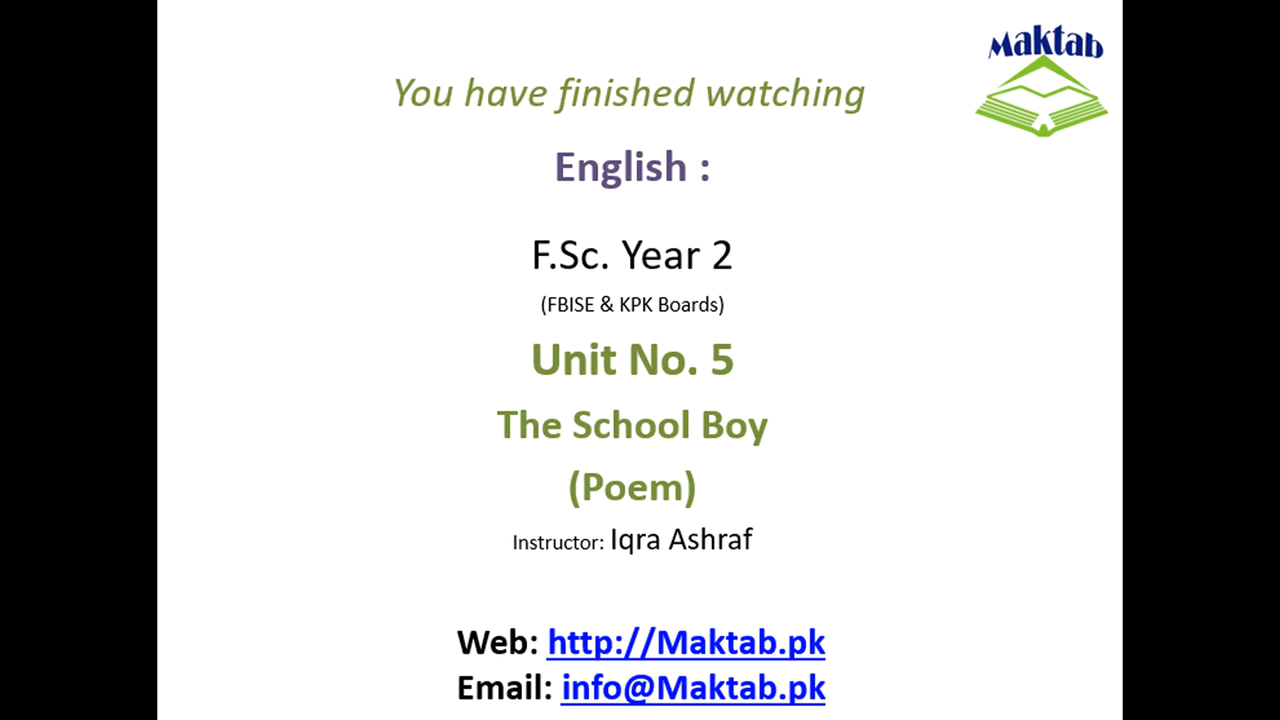 Maktab
You have finished watching
English :
F.Sc. Year 2
(FBISE & KPK Boards)
Unit No. 5
The School Boy
(Poem)
Instructor: Iqra Ashraf
Web: http://Maktab.pk
Email: info@Maktab.pk